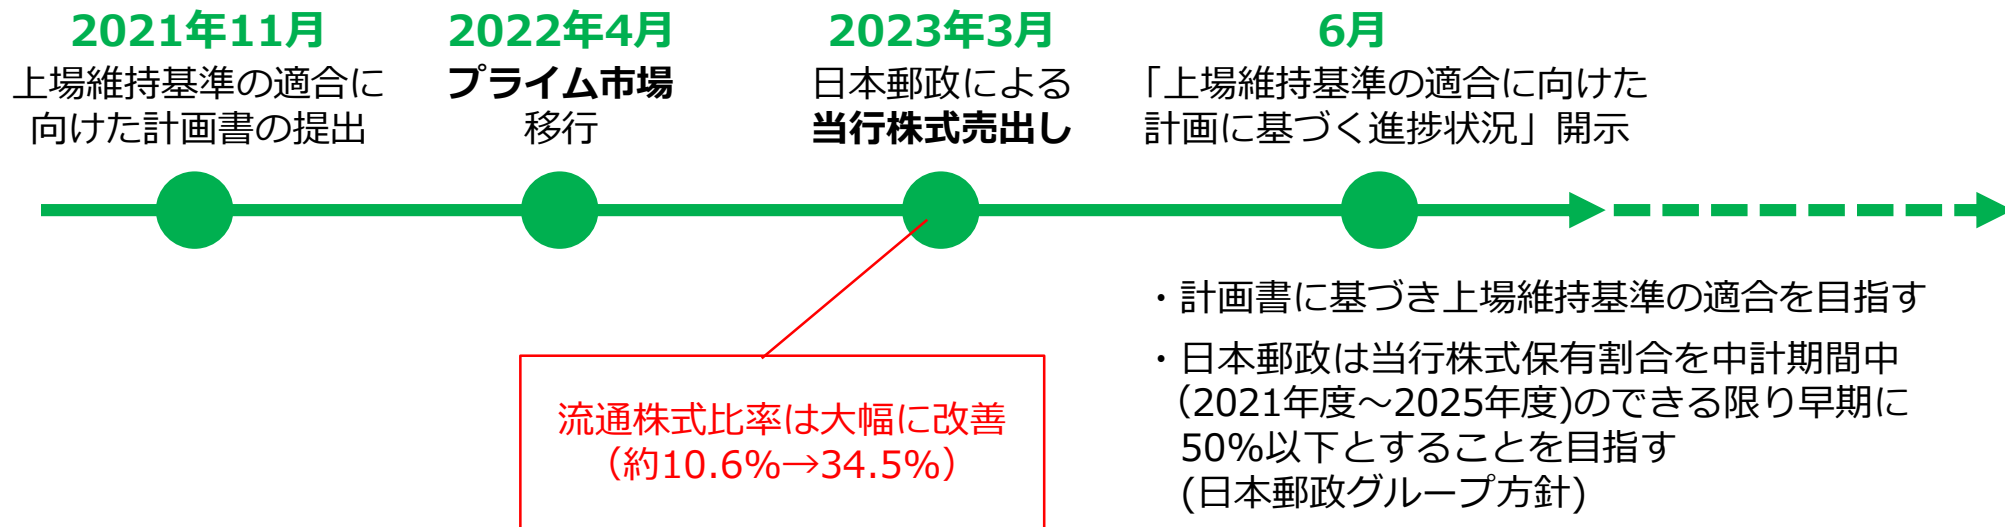 2021年11月
上場維持基準の適合に
向けた計画書の提出
2022年4月
プライム市場
移行
2023年3月
日本郵政による
当行株式売出し
6月
「上場維持基準の適合に向けた
計画に基づく進捗状況」開示
流通株式比率は大幅に改善
（約10.6%→34.5%）
・計画書に基づき上場維持基準の適合を目指す
・日本郵政は当行株式保有割合を中計期間中
（2021年度～2025年度)のできる限り早期に
50%以下とすることを目指す
(日本郵政グループ方針)